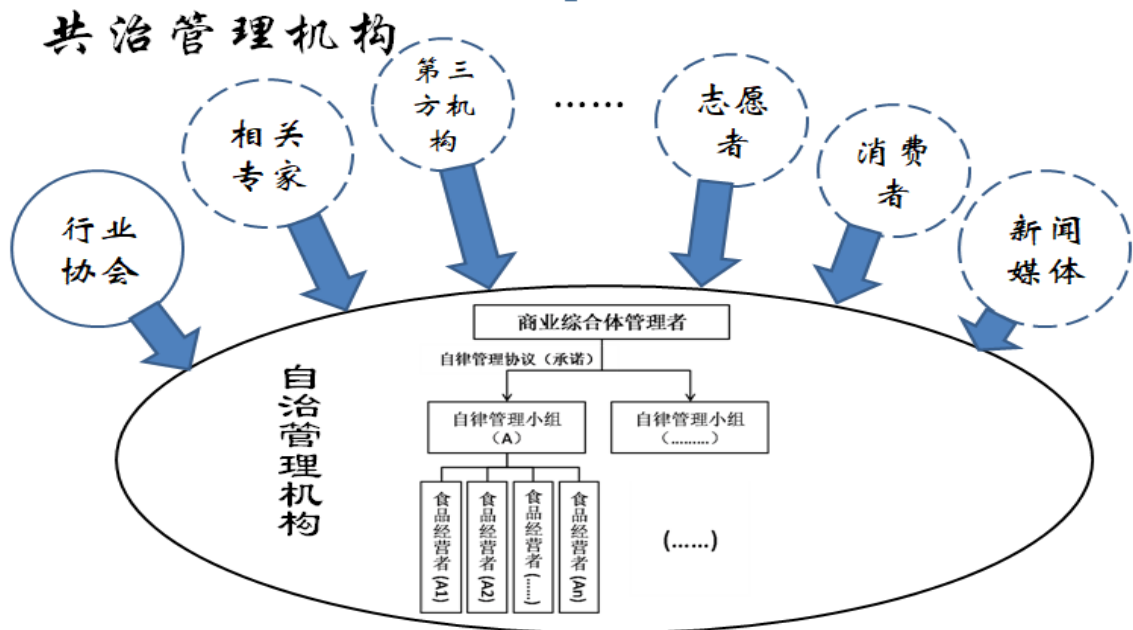 共治管理机构
第三
方机
构
……
志愿
者
相关
专家
消费
者
行业
协会
新闻
媒体
商业综合体管理者
自律管理协议（承诺）
自治管理机构
自律管理小组
（A）
自律管理小组
（………）
食品经营者(A1)
食品经营者(A2)
食品经营者(……)
食品经营者(An)
(……)